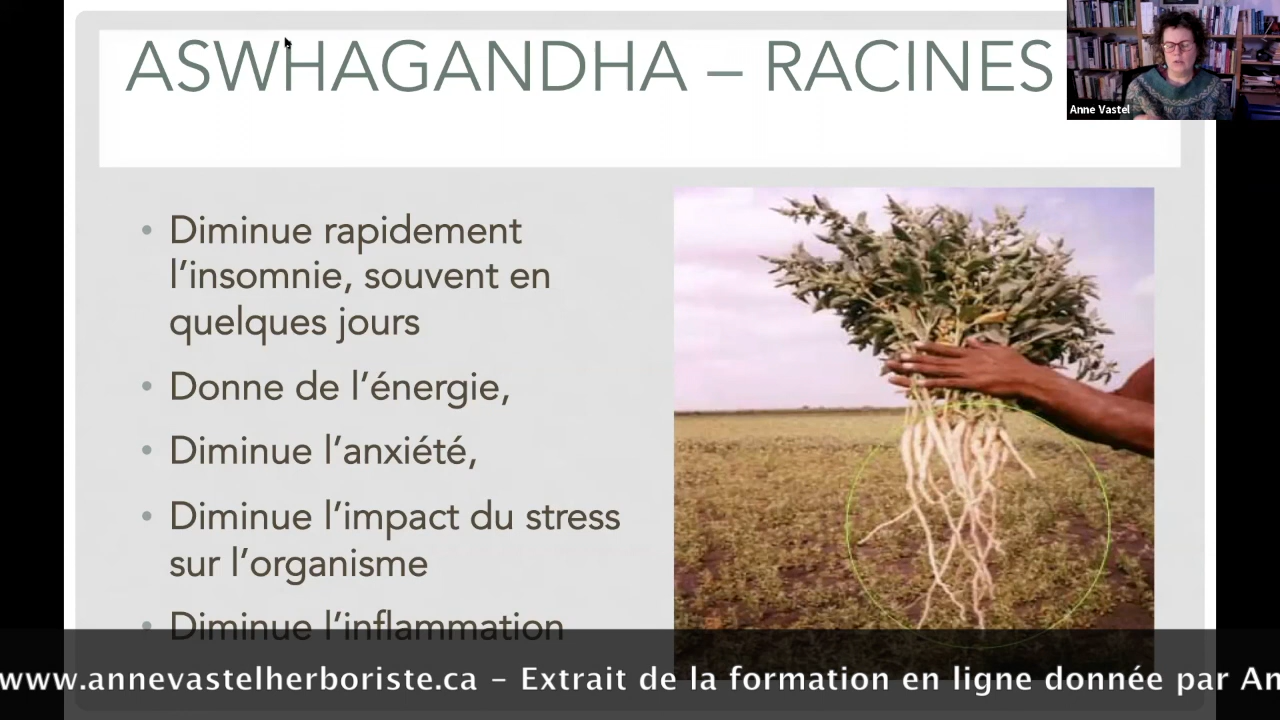 ASWHAGANDHA – RACINES
Anne Vastel
• Diminue rapidement
l'insomnie, souvent en
quelques jours
• Donne de l'énergie,
• Diminue l'anxiété,
• Diminue l'impact du stress
sur l'organisme
• Diminue l'inflammation
www.annevastelherboriste.ca – Extrait de la formation en ligne donnée par An